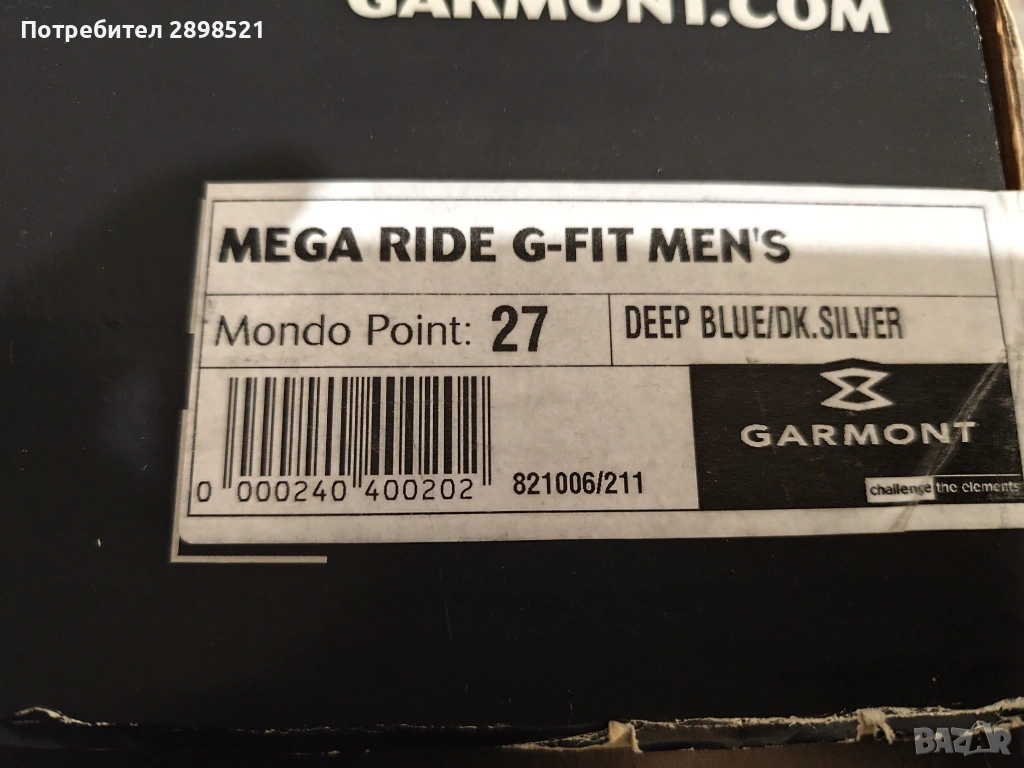 GARMONT.COM
Потребител 2898521
MEGA RIDE G-FIT MEN'S
Mondo Point: 27
DEEP BLUE/DK.SILVER
GARMONT
challenge the elements
0 000240 400202
821006/211
BAZAR